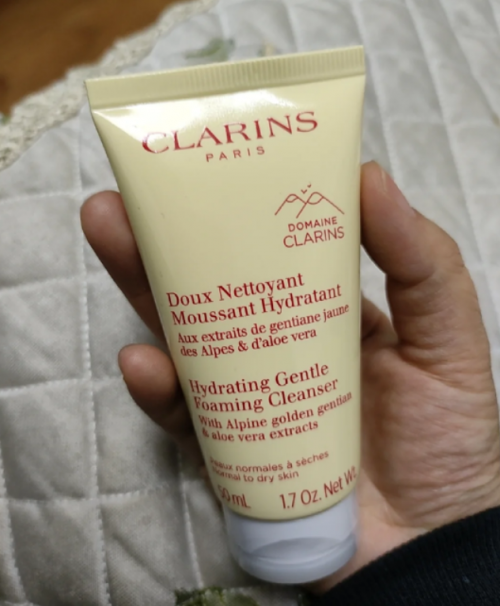 CLARINS
PARIS
DOMAINE
CLARINS
Doux Nettoyant
Moussant Hydratant
Aux extraits de gentiane jaune
des Alpes & d'aloe vera
Hydrating Gentle
Foaming Cleanser
With Alpine golden gentian
& aloe vera extracts
Peaux normales à sèches
normal to dry skin
50 mL 1.7 Oz. Net Wt.